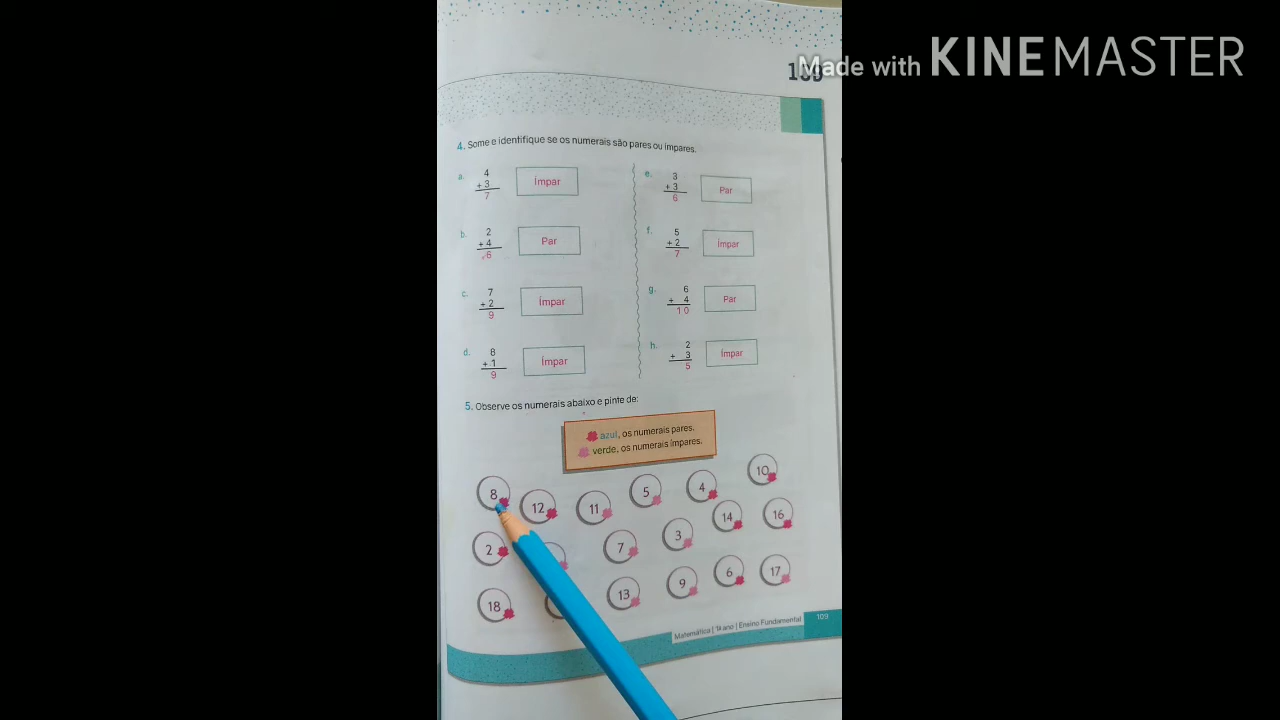 Made with KINEMASTER
109
4. Some e identifique se os numerais são pares ou ímpares.
a. 4
+ 3
7
Ímpar
b. 2
+ 4
6
Par
c. 7
+ 2
9
Ímpar
d. 8
+ 1
9
Ímpar
e. 3
+ 3
6
Par
f. 5
+ 2
7
Ímpar
g. 6
+ 4
10
Par
h. 2
+ 3
5
Ímpar
5. Observe os numerais abaixo e pinte de:
azul, os numerais pares.
verde, os numerais ímpares.
8 12 11 5 4 10
2 7 3 14 16
18 13 9 6 17
Matemática | 1º ano | Ensino Fundamental
109